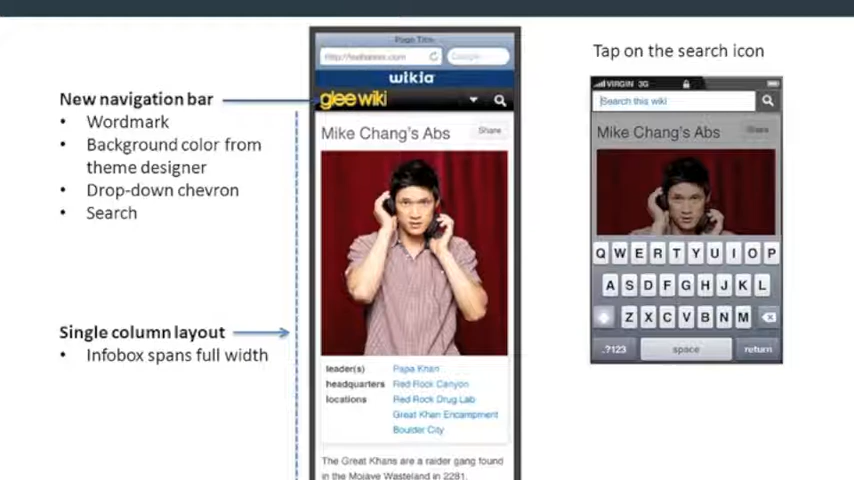 New navigation bar
• Wordmark
• Background color from
theme designer
• Drop-down chevron
• Search
Single column layout
• Infobox spans full width
Page Title
Google
wikia
glee wiki
Mike Chang's Abs
Share
leader(s) Papa Khan
headquarters Red Rock Canyon
locations Red Rock Drug Lab
Great Khan Encampment
Boulder City
The Great Khans are a raider gang found
in the Mojave Wasteland in 2281.
Tap on the search icon
VIRGIN 3G
Search this wiki
Mike Chang's Abs
Share
Q W E R T Y U I O P
A S D F G H J K L
Z X C V B N M
.?123 space return